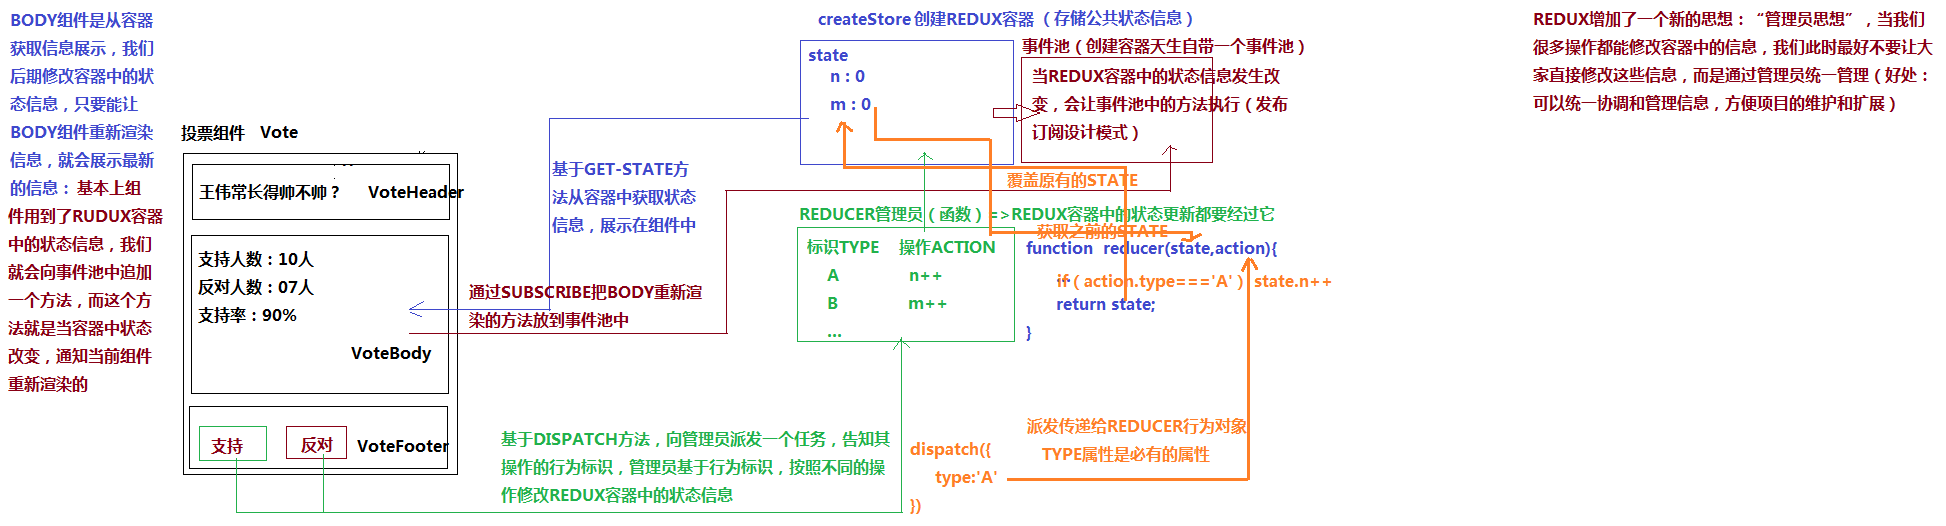 BODY组件是从容器
获取信息展示，我们
后期修改容器中的状
态信息，只要能让
BODY组件重新渲染
信息，就会展示最新
的信息：基本上组
件用到了RUDUX容器
中的状态信息，我们
就会向事件池中追加
一个方法，而这个方
法就是当容器中状态
改变，通知当前组件
重新渲染的
投票组件 Vote
王伟常长得帅不帅？ VoteHeader
支持人数：10人
反对人数：07人
支持率：90%
VoteBody
支持
反对
VoteFooter
基于GET-STATE方
法从容器中获取状态
信息，展示在组件中
通过SUBSCRIBE把BODY重新渲
染的方法放到事件池中
基于DISPATCH方法，向管理员派发一个任务，告知其
操作的行为标识，管理员基于行为标识，按照不同的操
作修改REDUX容器中的状态信息
createStore 创建REDUX容器（存储公共状态信息）
state
n：0
m：0
事件池（创建容器天生自带一个事件池）
当REDUX容器中的状态信息发生改
变，会让事件池中的方法执行（发布
订阅设计模式）
覆盖原有的STATE
REDUCER管理员（函数）=>REDUX容器中的状态更新都要经过它
标识TYPE 操作ACTION
A n++
B m++
...
获取之前的STATE
function reducer(state,action){
if（action.type==='A'） state.n++
...
return state;
}
dispatch({
type:'A'
})
派发传递给REDUCER行为对象
TYPE属性是必有的属性
REDUX增加了一个新的思想：“管理员思想”，当我们
很多操作都能修改容器中的信息，我们此时最好不要让大
家直接修改这些信息，而是通过管理员统一管理（好处：
可以统一协调和管理信息，方便项目的维护和扩展）